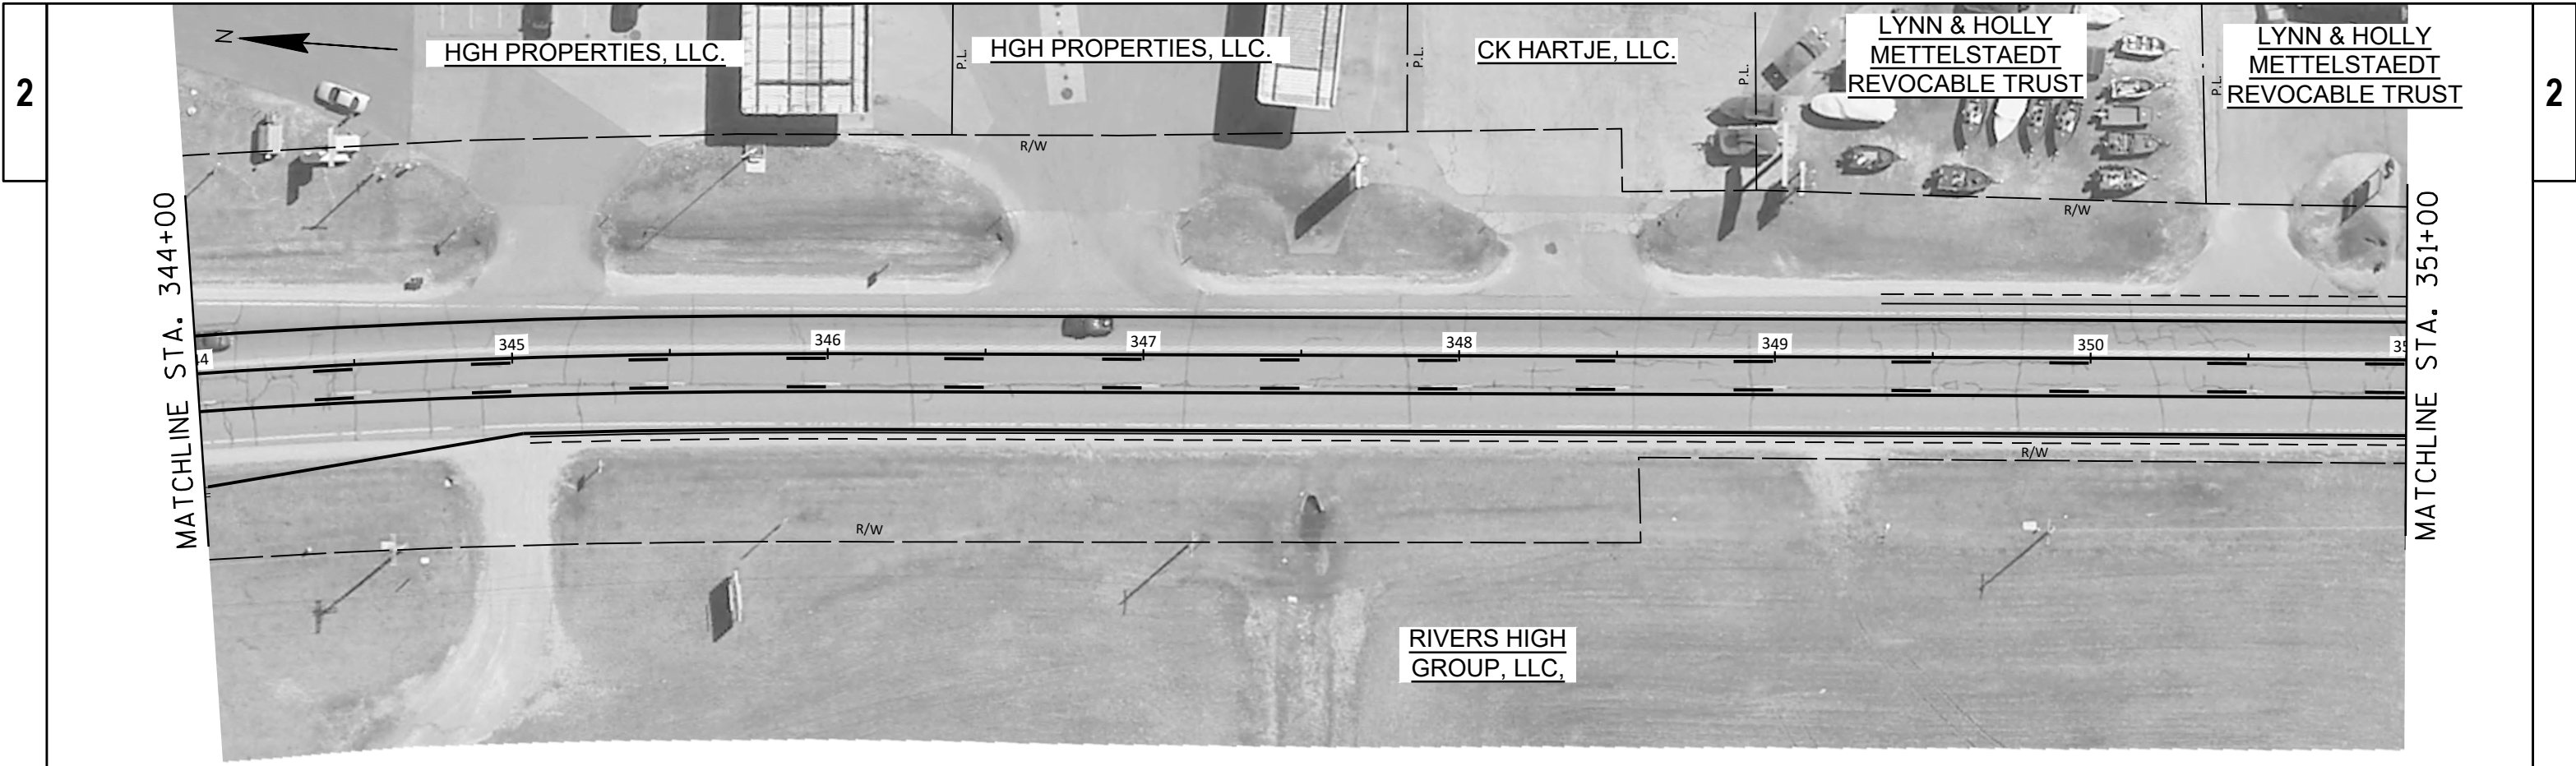 2
N
HGH PROPERTIES, LLC.
P.L.
HGH PROPERTIES, LLC.
P.L.
CK HARTJE, LLC.
P.L.
LYNN & HOLLY
METTELSTAEDT
REVOCABLE TRUST
P.L.
LYNN & HOLLY
METTELSTAEDT
REVOCABLE TRUST
2
R/W
R/W
MATCHLINE STA. 344+00
44
345
346
347
348
349
350
35
MATCHLINE STA. 351+00
R/W
R/W
RIVERS HIGH
GROUP, LLC,